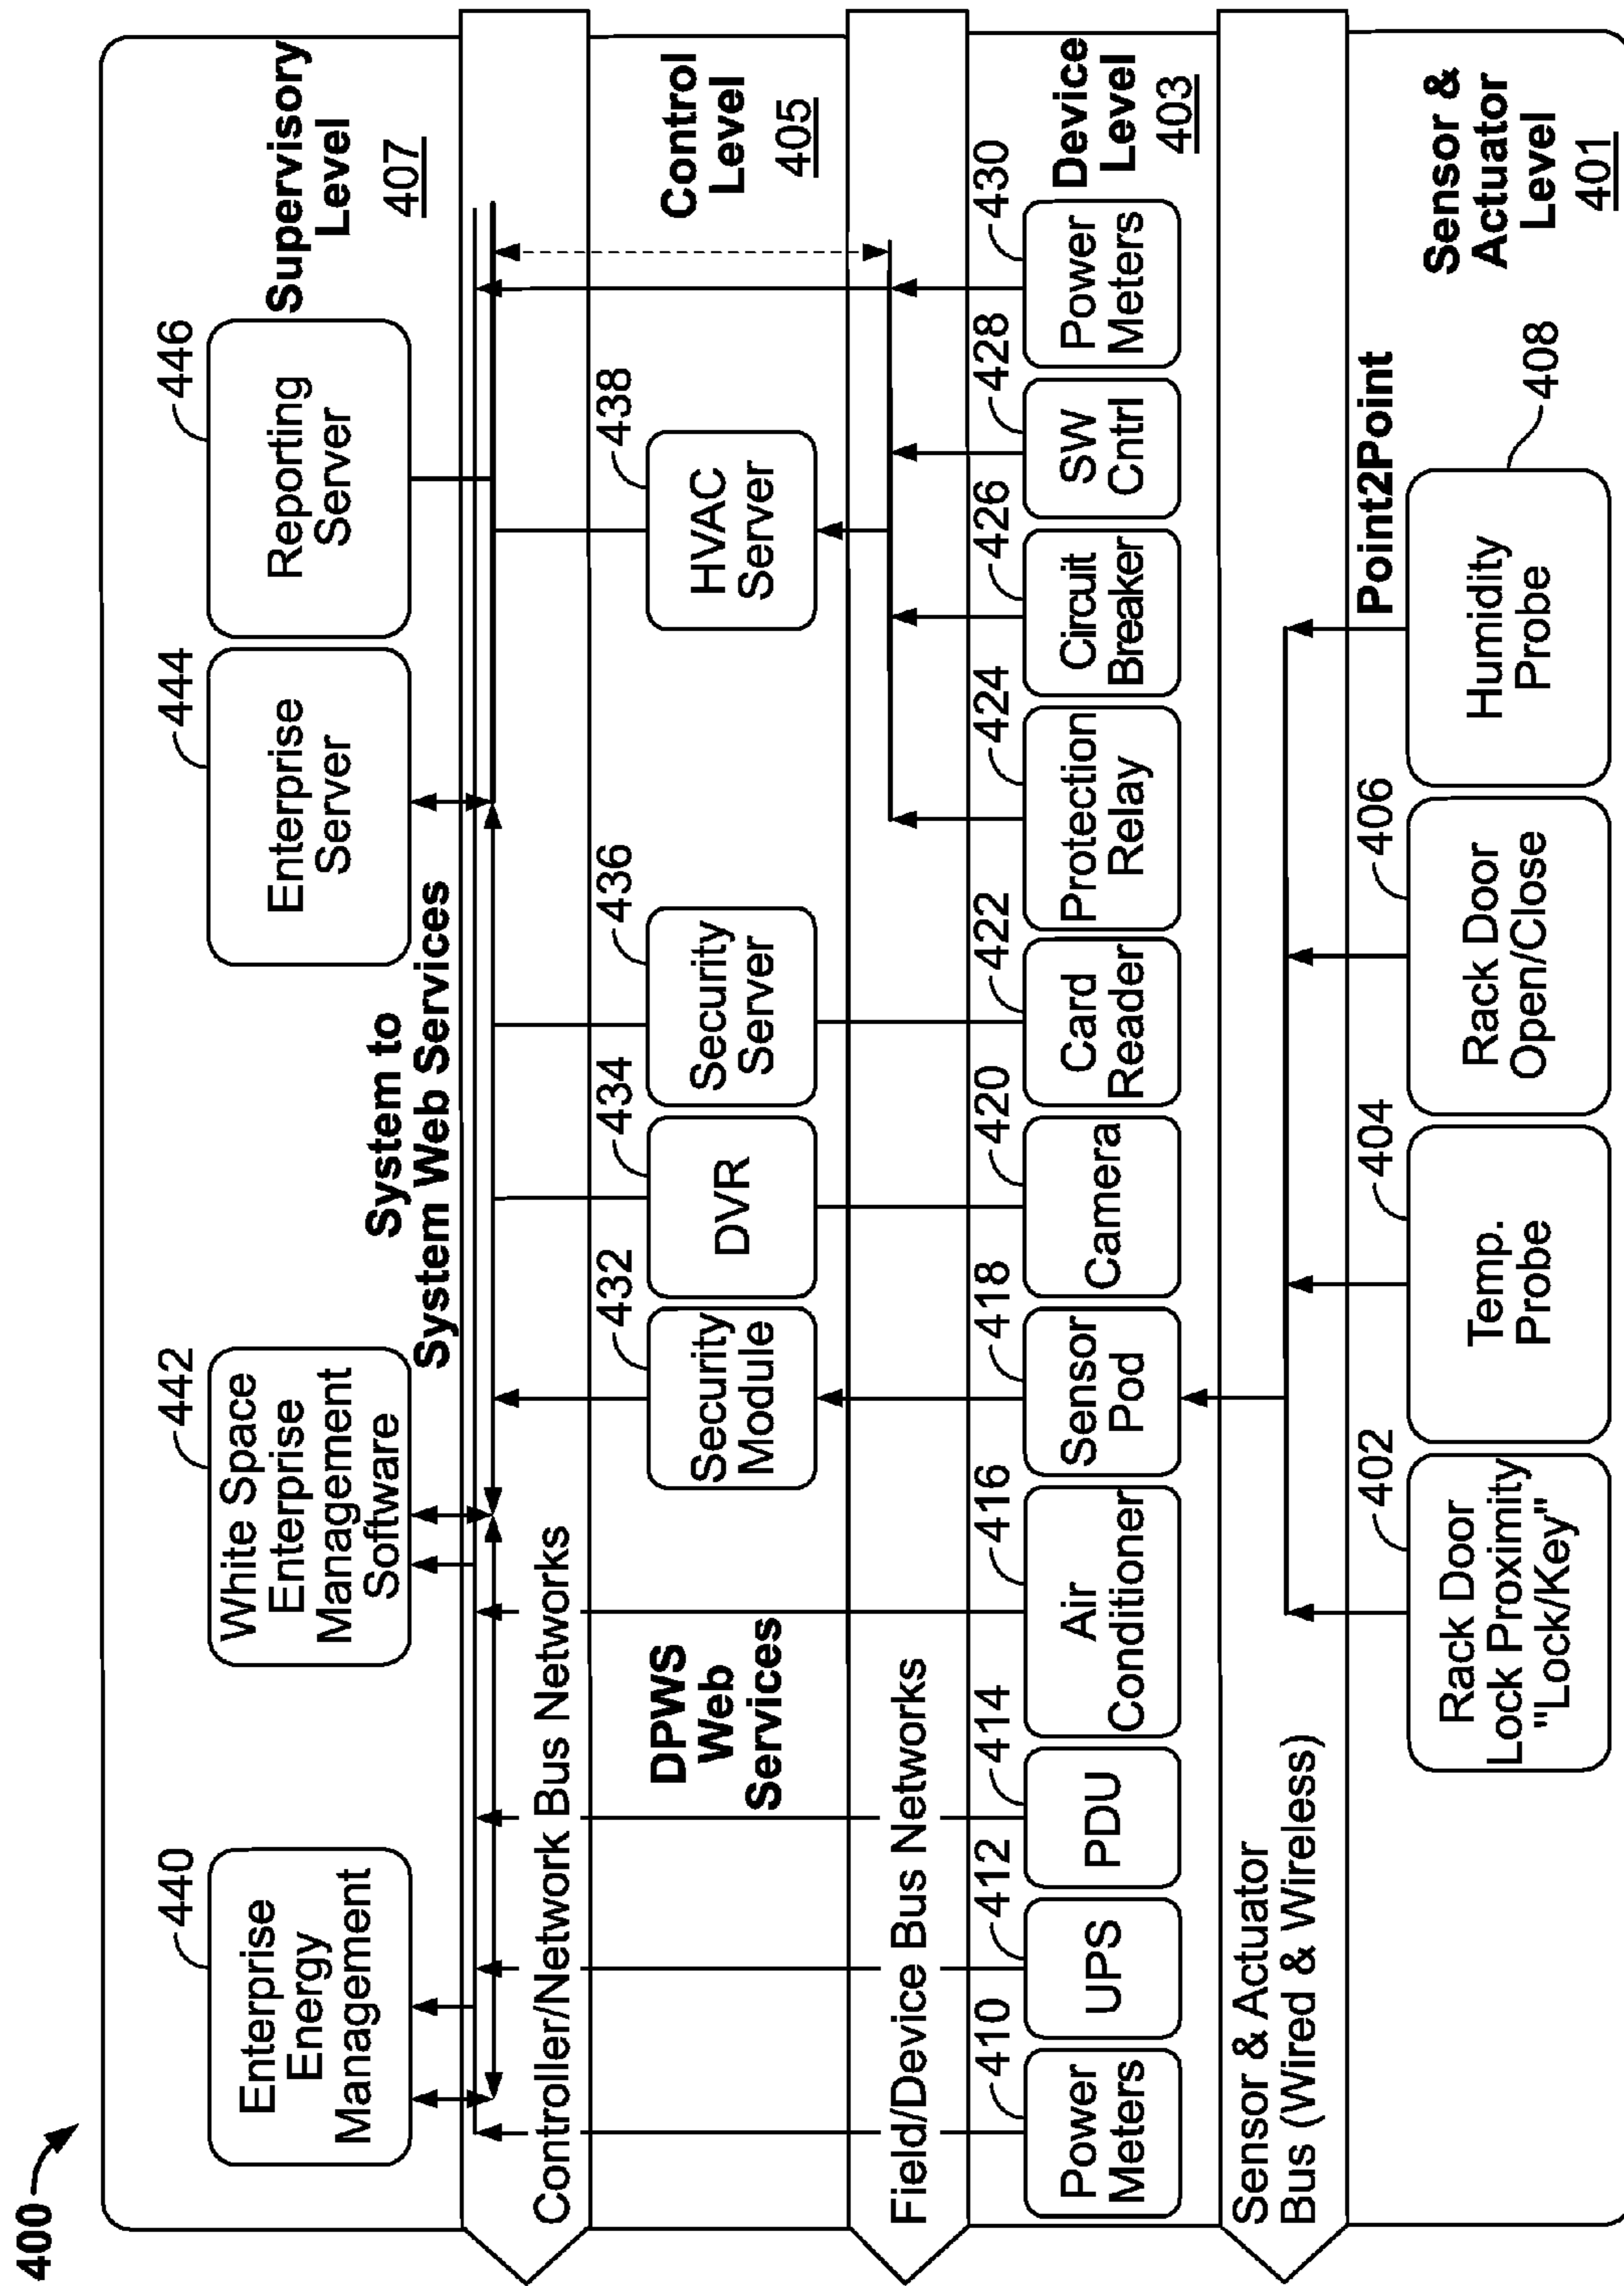 400
440
Enterprise
Energy
Management
442
White Space
Enterprise
Management
Software
System to
System Web Services
444
Enterprise
Server
446
Reporting
Server
Supervisory
Level
407
Controller/Network Bus Networks
DPWS
Web
Services
432
Security
Module
434
DVR
436
Security
Server
438
HVAC
Server
Control
Level
405
Field/Device Bus Networks
410
Power
Meters
412
UPS
414
PDU
416
Air
Conditioner
418
Sensor
Pod
420
Camera
422
Card
Reader
424
Protection
Relay
426
Circuit
Breaker
428
SW
Cntrl
430
Power
Meters
Device
Level
403
Sensor & Actuator
Bus (Wired & Wireless)
402
Rack Door
Lock Proximity
"Lock/Key"
404
Temp.
Probe
406
Rack Door
Open/Close
Point2Point
408
Humidity
Probe
Sensor &
Actuator
Level
401